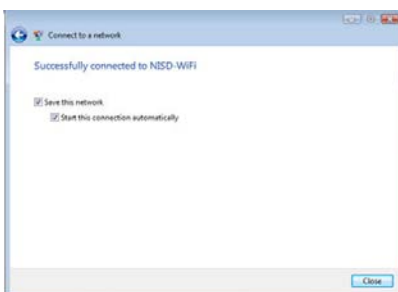 Connect to a network
Successfully connected to NISD-WiFi
Save this network
Start this connection automatically
Close